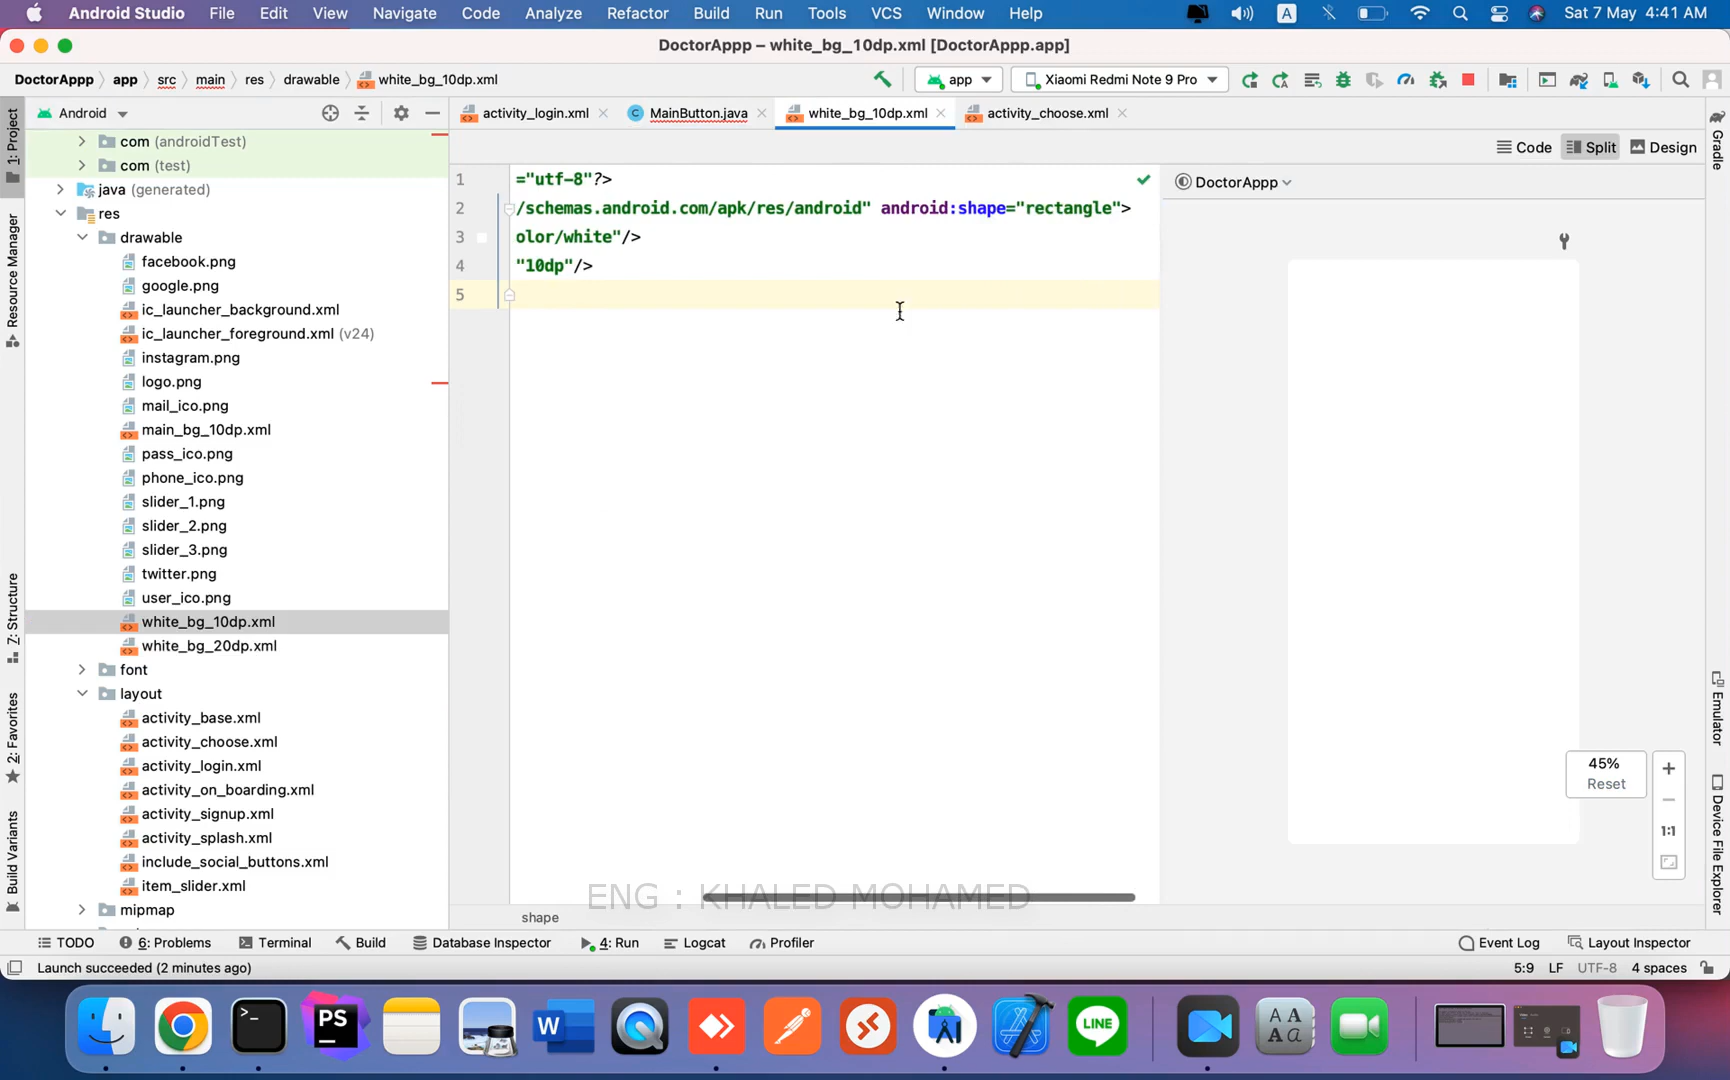 Android Studio File Edit View Navigate Code Analyze Refactor Build Run Tools VCS Window Help A Sat 7 May 4:41 AM
DoctorAppp – white_bg_10dp.xml [DoctorAppp.app]
DoctorAppp app src main res drawable white_bg_10dp.xml app Xiaomi Redmi Note 9 Pro
Android activity_login.xml MainButton.java white_bg_10dp.xml activity_choose.xml
Code Split Design
1: Project
Resource Manager
7: Structure
2: Favorites
Build Variants
com (androidTest)
com (test)
java (generated)
res
drawable
facebook.png
google.png
ic_launcher_background.xml
ic_launcher_foreground.xml (v24)
instagram.png
logo.png
mail_ico.png
main_bg_10dp.xml
pass_ico.png
phone_ico.png
slider_1.png
slider_2.png
slider_3.png
twitter.png
user_ico.png
white_bg_10dp.xml
white_bg_20dp.xml
font
layout
activity_base.xml
activity_choose.xml
activity_login.xml
activity_on_boarding.xml
activity_signup.xml
activity_splash.xml
include_social_buttons.xml
item_slider.xml
mipmap
1 ="utf-8"?>
2 /schemas.android.com/apk/res/android" android:shape="rectangle">
3 olor/white"/>
4 "10dp"/>
5
ENG : KHALED MOHAMED
shape
DoctorAppp
45%
Reset
1:1
Gradle
Emulator
Device File Explorer
TODO 6: Problems Terminal Build Database Inspector 4: Run Logcat Profiler Event Log Layout Inspector
Launch succeeded (2 minutes ago) 5:9 LF UTF-8 4 spaces
>_
PS
W
LINE
A A
A a